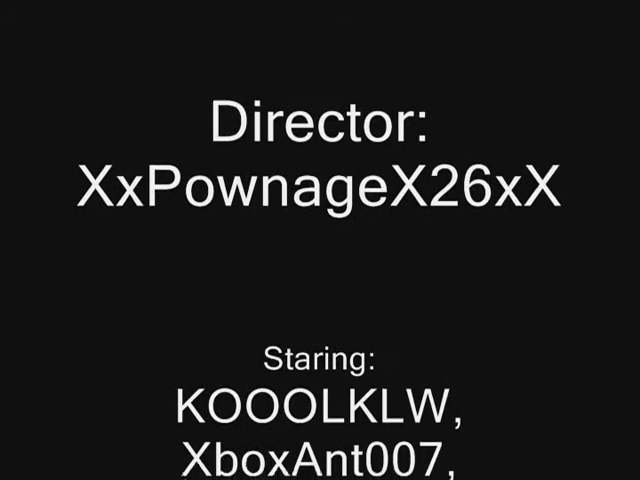 Director:
XxPownageX26xX
Staring:
KOOOLKLW,
XboxAnt007,